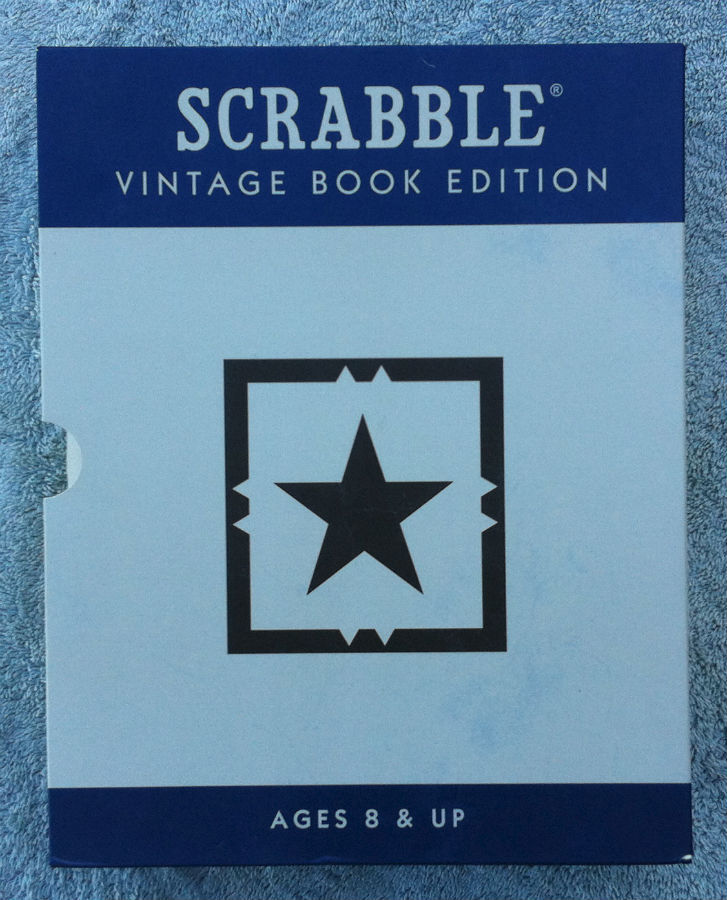 SCRABBLE®
VINTAGE BOOK EDITION
AGES 8 & UP